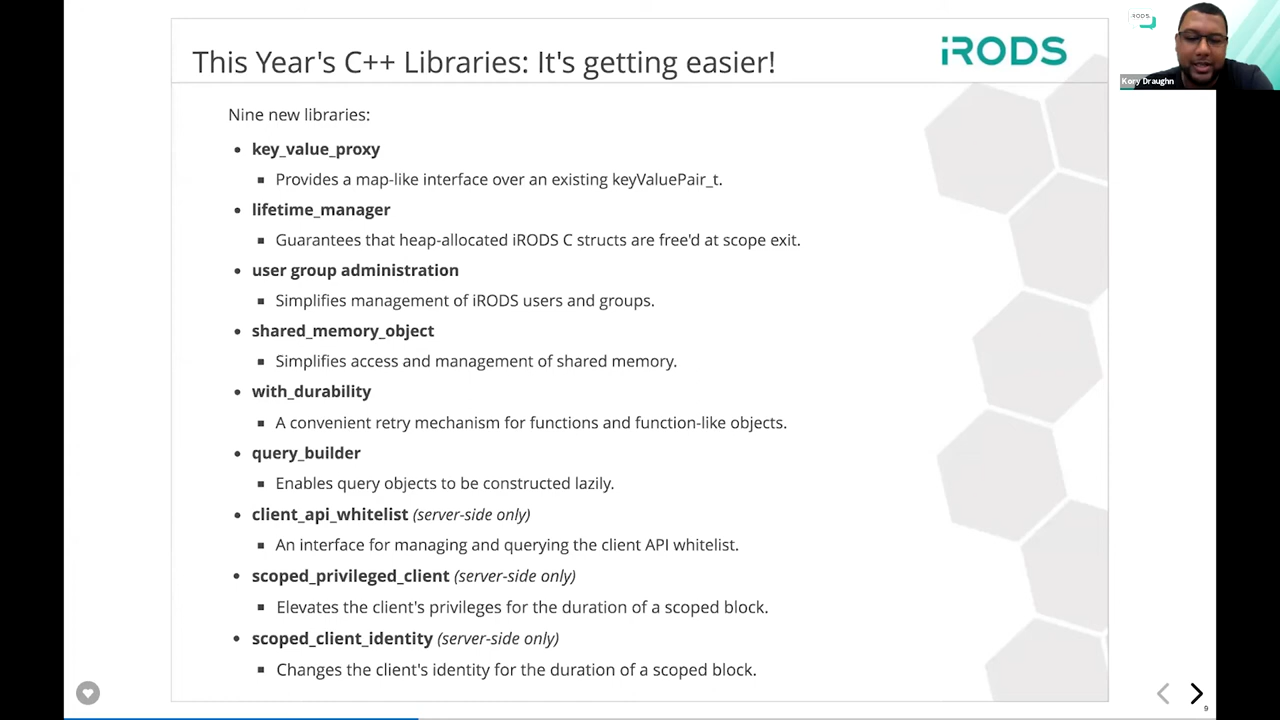 This Year's C++ Libraries: It's getting easier!
iRODS
iRODS
Kory Draughn
Nine new libraries:
• key_value_proxy
▪ Provides a map-like interface over an existing keyValuePair_t.
• lifetime_manager
▪ Guarantees that heap-allocated iRODS C structs are free'd at scope exit.
• user group administration
▪ Simplifies management of iRODS users and groups.
• shared_memory_object
▪ Simplifies access and management of shared memory.
• with_durability
▪ A convenient retry mechanism for functions and function-like objects.
• query_builder
▪ Enables query objects to be constructed lazily.
• client_api_whitelist (server-side only)
▪ An interface for managing and querying the client API whitelist.
• scoped_privileged_client (server-side only)
▪ Elevates the client's privileges for the duration of a scoped block.
• scoped_client_identity (server-side only)
▪ Changes the client's identity for the duration of a scoped block.
9